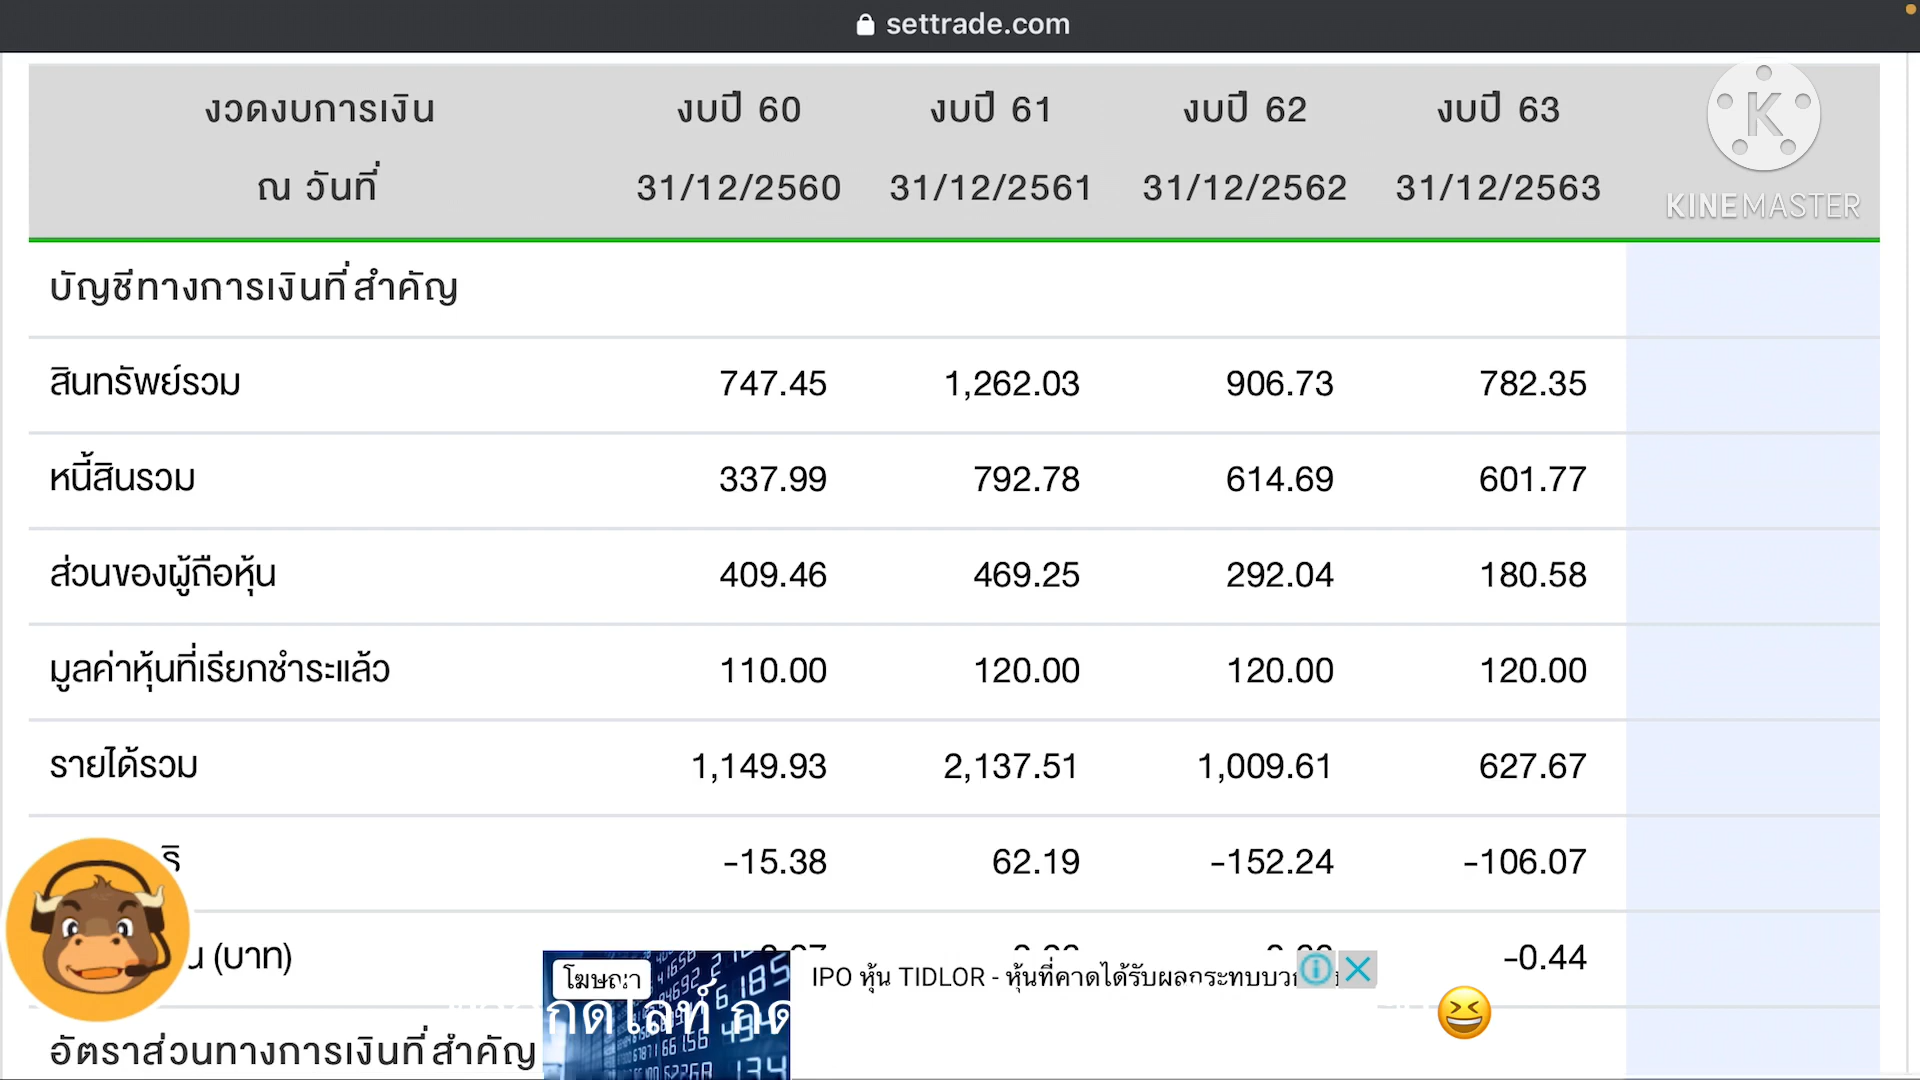 settrade.com
งวดงบการเงิน งบปี 60 งบปี 61 งบปี 62 งบปี 63
ณ วันที่ 31/12/2560 31/12/2561 31/12/2562 31/12/2563
KINEMASTER
บัญชีทางการเงินที่สำคัญ
สินทรัพย์รวม 747.45 1,262.03 906.73 782.35
หนี้สินรวม 337.99 792.78 614.69 601.77
ส่วนของผู้ถือหุ้น 409.46 469.25 292.04 180.58
มูลค่าหุ้นที่เรียกชำระแล้ว 110.00 120.00 120.00 120.00
รายได้รวม 1,149.93 2,137.51 1,009.61 627.67
-15.38 62.19 -152.24 -106.07
(บาท) -0.44
โฆษณา
IPO หุ้น TIDLOR - หุ้นที่คาดได้รับผลกระทบบวก
กดไลท์ กด
อัตราส่วนทางการเงินที่สำคัญ